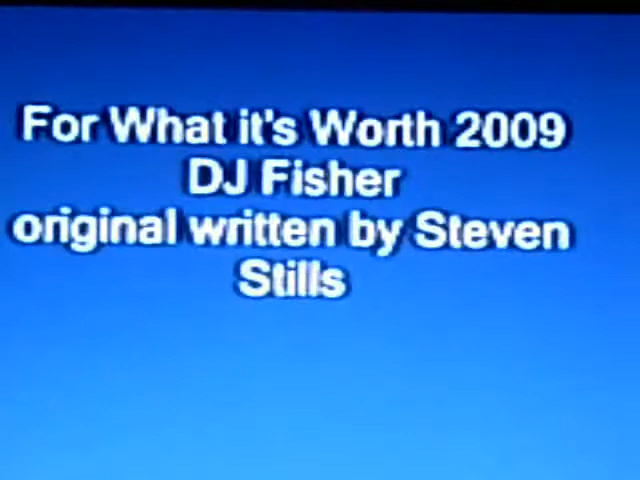 For What it's Worth 2009
DJ Fisher
original written by Steven
Stills